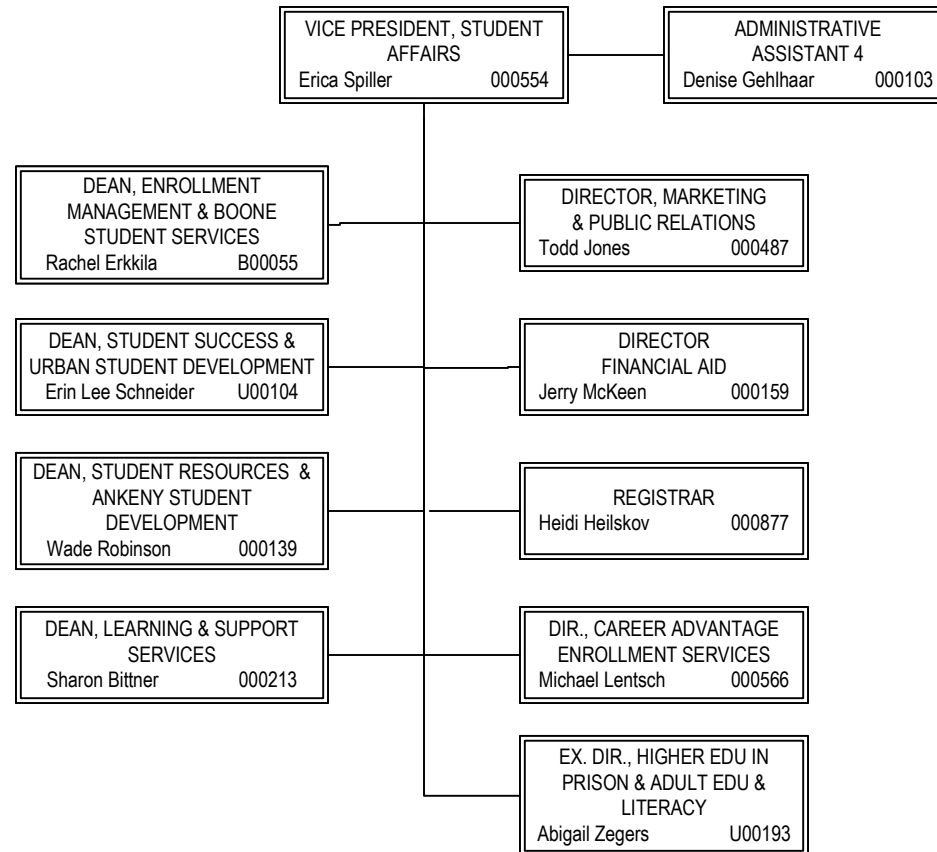 VICE PRESIDENT, STUDENT
AFFAIRS
Erica Spiller 000554
ADMINISTRATIVE
ASSISTANT 4
Denise Gehlhaar 000103
DEAN, ENROLLMENT
MANAGEMENT & BOONE
STUDENT SERVICES
Rachel Erkkila B00055
DIRECTOR, MARKETING
& PUBLIC RELATIONS
Todd Jones 000487
DEAN, STUDENT SUCCESS &
URBAN STUDENT DEVELOPMENT
Erin Lee Schneider U00104
DIRECTOR
FINANCIAL AID
Jerry McKeen 000159
DEAN, STUDENT RESOURCES &
ANKENY STUDENT
DEVELOPMENT
Wade Robinson 000139
REGISTRAR
Heidi Heilskov 000877
DEAN, LEARNING & SUPPORT
SERVICES
Sharon Bittner 000213
DIR., CAREER ADVANTAGE
ENROLLMENT SERVICES
Michael Lentsch 000566
EX. DIR., HIGHER EDU IN
PRISON & ADULT EDU &
LITERACY
Abigail Zegers U00193